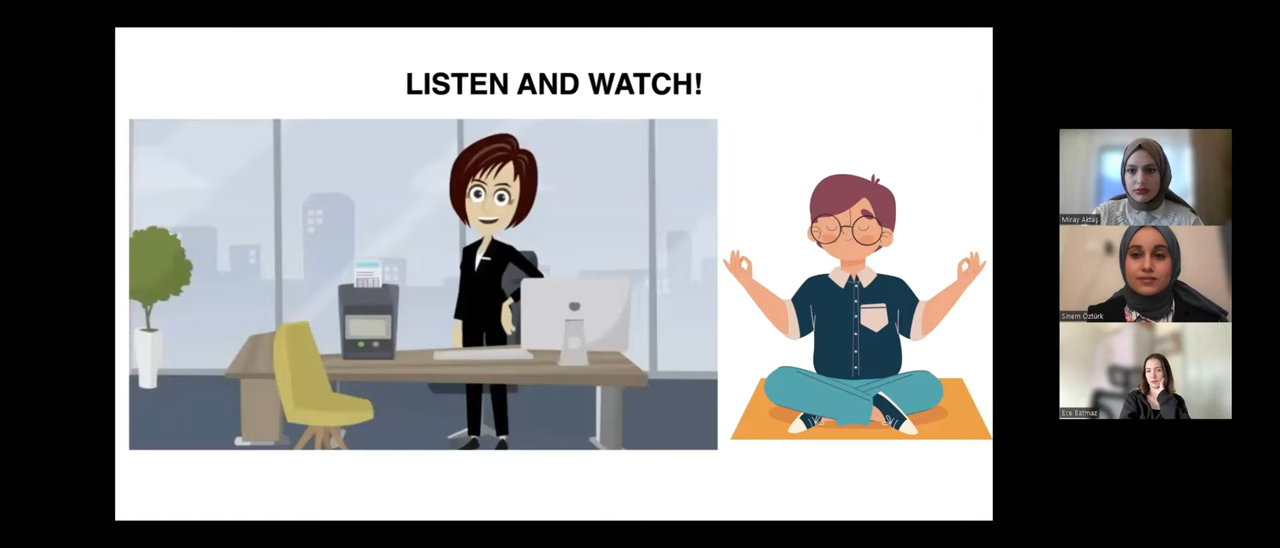 LISTEN AND WATCH!
Miray Aktaş
Sinem Öztürk
Ece Batmaz